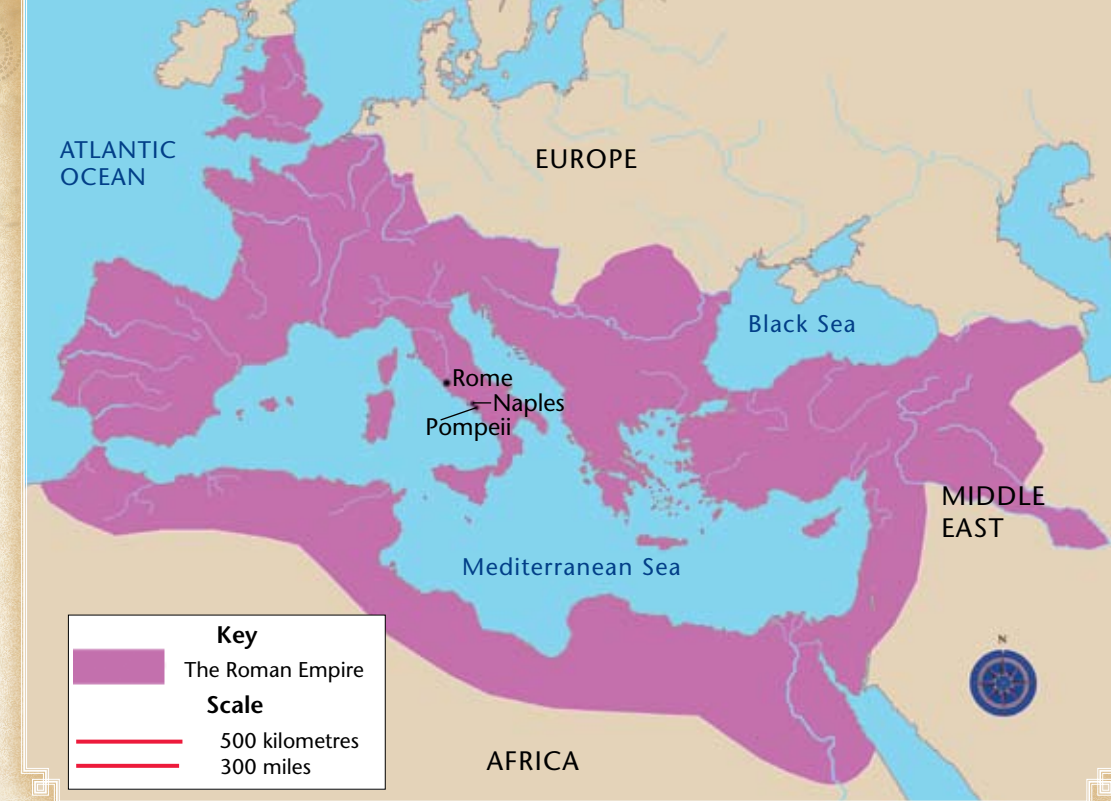 ATLANTIC
OCEAN
EUROPE
Black Sea
Rome
Naples
Pompeii
MIDDLE
EAST
Mediterranean Sea
Key
The Roman Empire
Scale
500 kilometres
300 miles
N
AFRICA